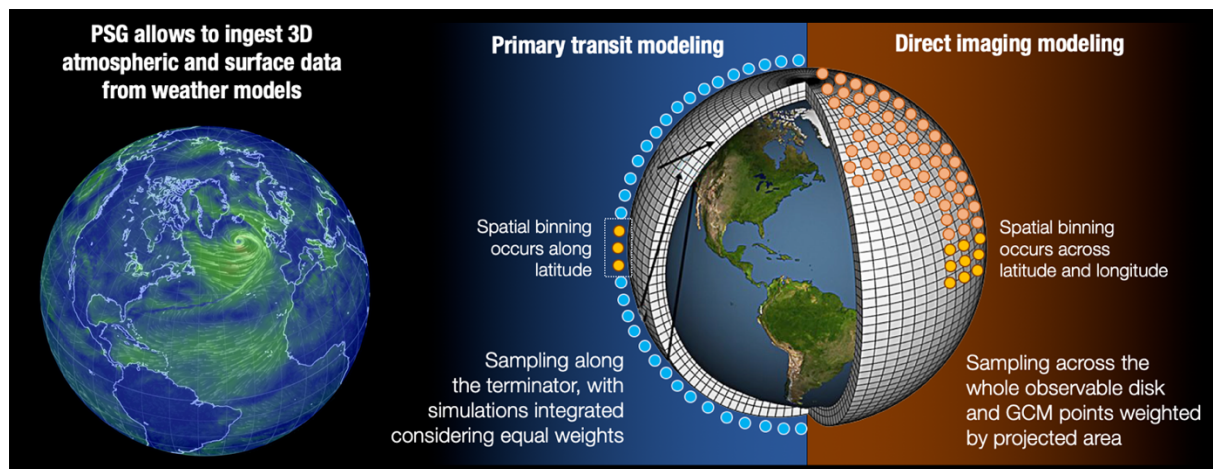 PSG allows to ingest 3D
atmospheric and surface data
from weather models
Primary transit modeling
Spatial binning
occurs along
latitude
Sampling along
the terminator, with
simulations integrated
considering equal weights
Direct imaging modeling
Spatial binning
occurs across
latitude and longitude
Sampling across the
whole observable disk
and GCM points weighted
by projected area